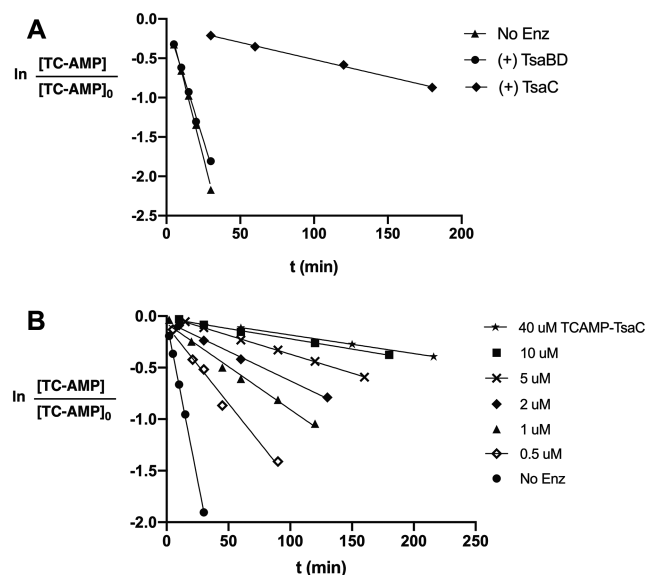 A
ln [TC-AMP]
[TC-AMP]0
0.0
-0.5
-1.0
-1.5
-2.0
-2.5
0 50 100 150 200
t (min)
No Enz
(+) TsaBD
(+) TsaC
B
ln [TC-AMP]
[TC-AMP]0
0.0
-0.5
-1.0
-1.5
-2.0
0 50 100 150 200 250
t (min)
40 uM TCAMP-TsaC
10 uM
5 uM
2 uM
1 uM
0.5 uM
No Enz